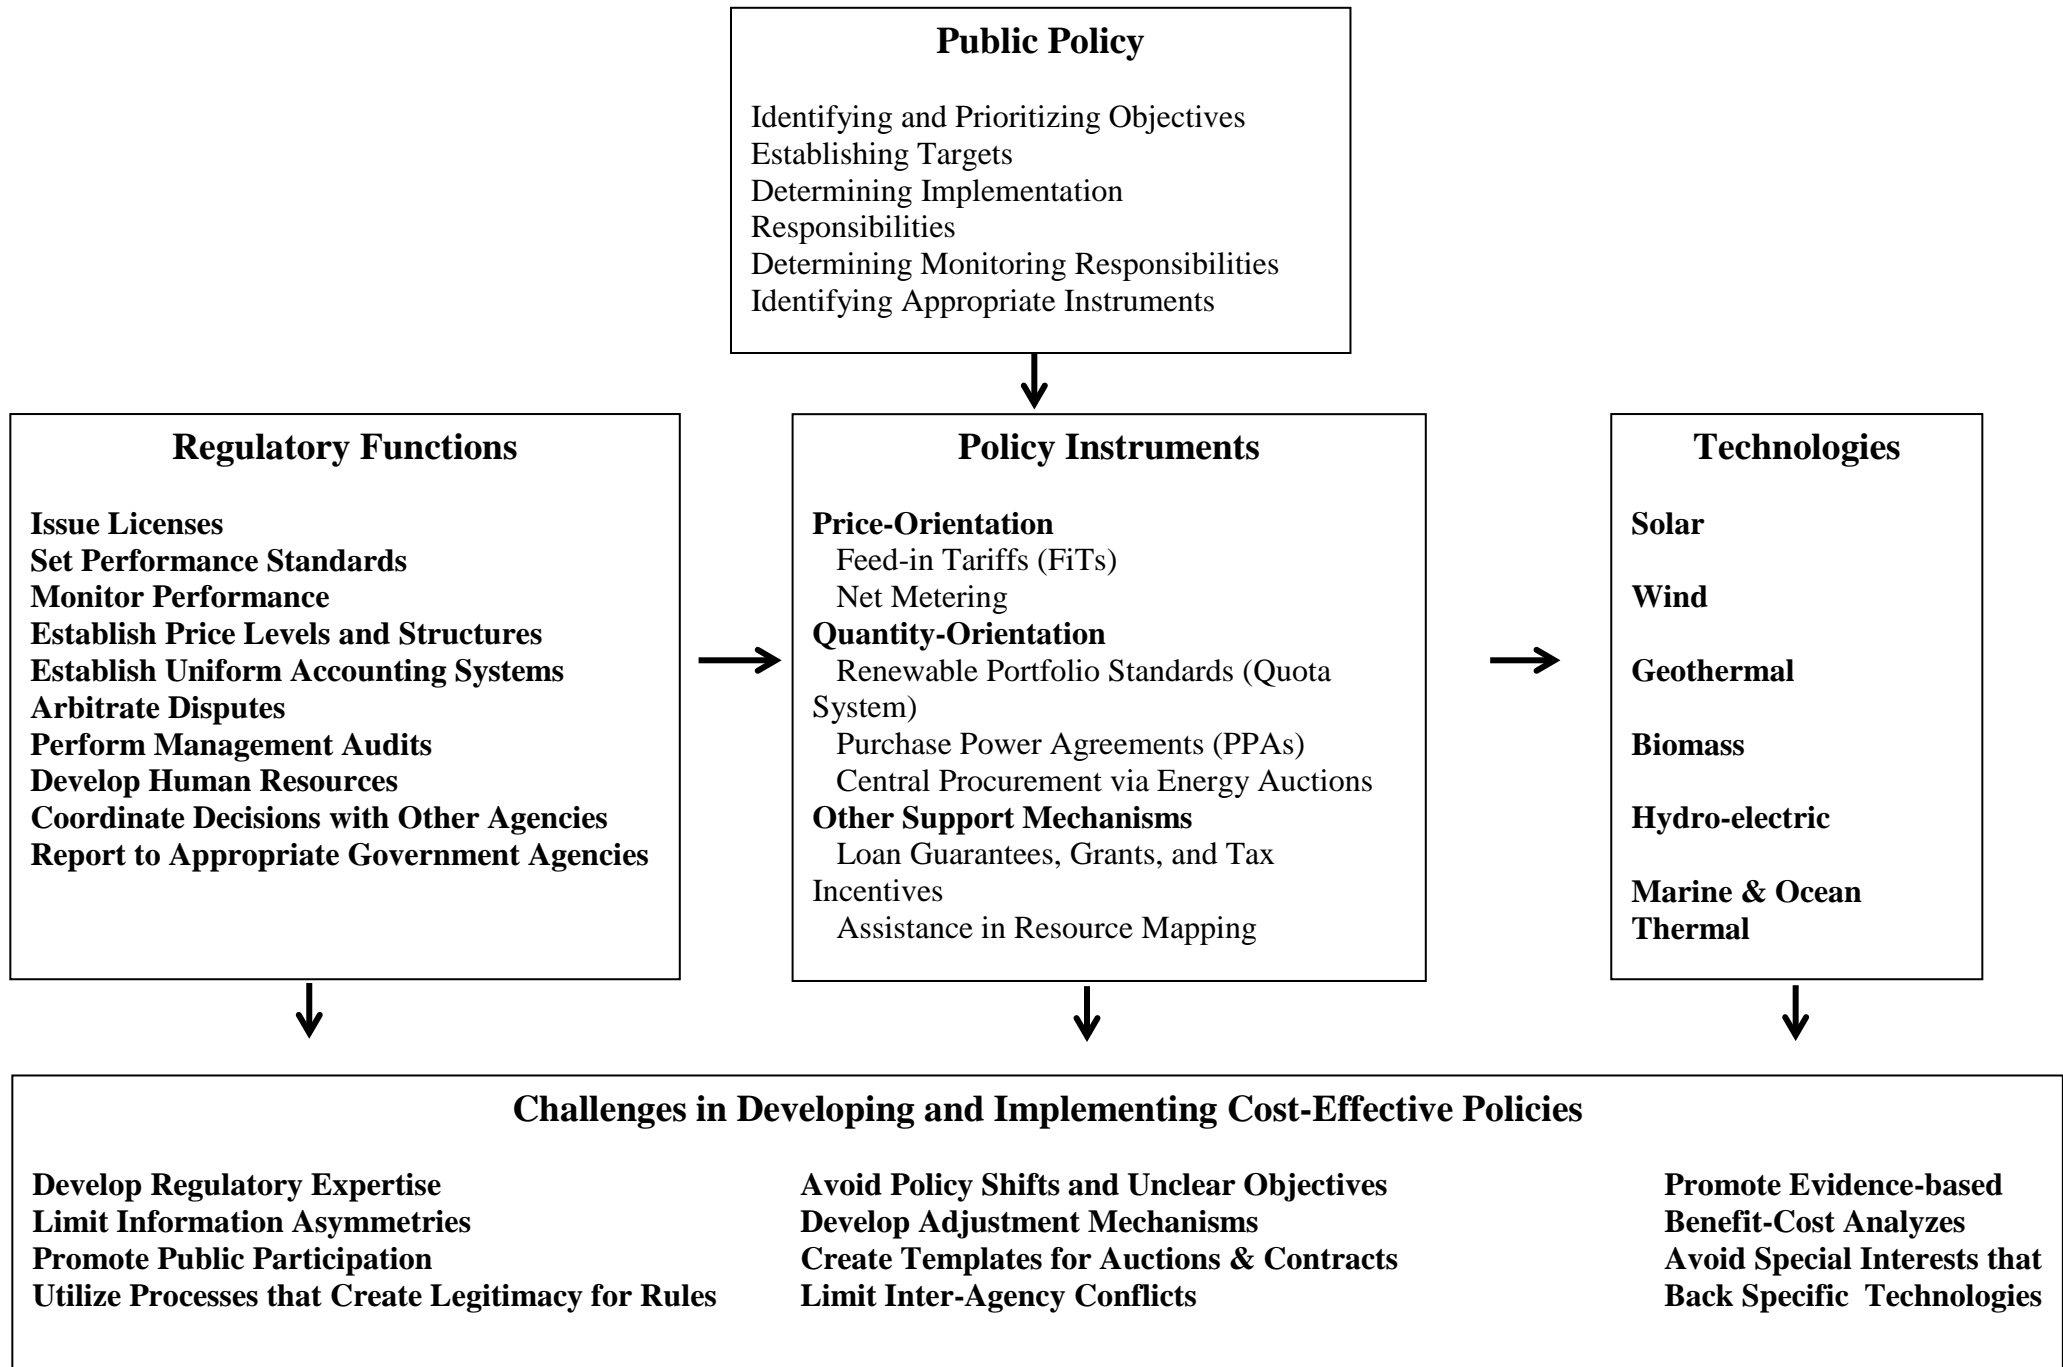 Public Policy
Identifying and Prioritizing Objectives
Establishing Targets
Determining Implementation
Responsibilities
Determining Monitoring Responsibilities
Identifying Appropriate Instruments
Regulatory Functions
Issue Licenses
Set Performance Standards
Monitor Performance
Establish Price Levels and Structures
Establish Uniform Accounting Systems
Arbitrate Disputes
Perform Management Audits
Develop Human Resources
Coordinate Decisions with Other Agencies
Report to Appropriate Government Agencies
Policy Instruments
Price-Orientation
Feed-in Tariffs (FiTs)
Net Metering
Quantity-Orientation
Renewable Portfolio Standards (Quota
System)
Purchase Power Agreements (PPAs)
Central Procurement via Energy Auctions
Other Support Mechanisms
Loan Guarantees, Grants, and Tax
Incentives
Assistance in Resource Mapping
Technologies
Solar
Wind
Geothermal
Biomass
Hydro-electric
Marine & Ocean
Thermal
Challenges in Developing and Implementing Cost-Effective Policies
Develop Regulatory Expertise
Limit Information Asymmetries
Promote Public Participation
Utilize Processes that Create Legitimacy for Rules
Avoid Policy Shifts and Unclear Objectives
Develop Adjustment Mechanisms
Create Templates for Auctions & Contracts
Limit Inter-Agency Conflicts
Promote Evidence-based
Benefit-Cost Analyzes
Avoid Special Interests that
Back Specific Technologies